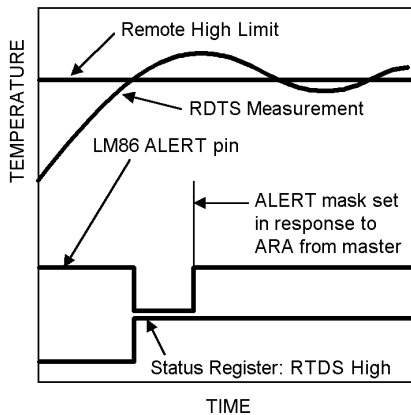 Remote High Limit
RDTS Measurement
LM86 ALERT pin
ALERT mask set
in response to
ARA from master
Status Register: RTDS High
TEMPERATURE
TIME